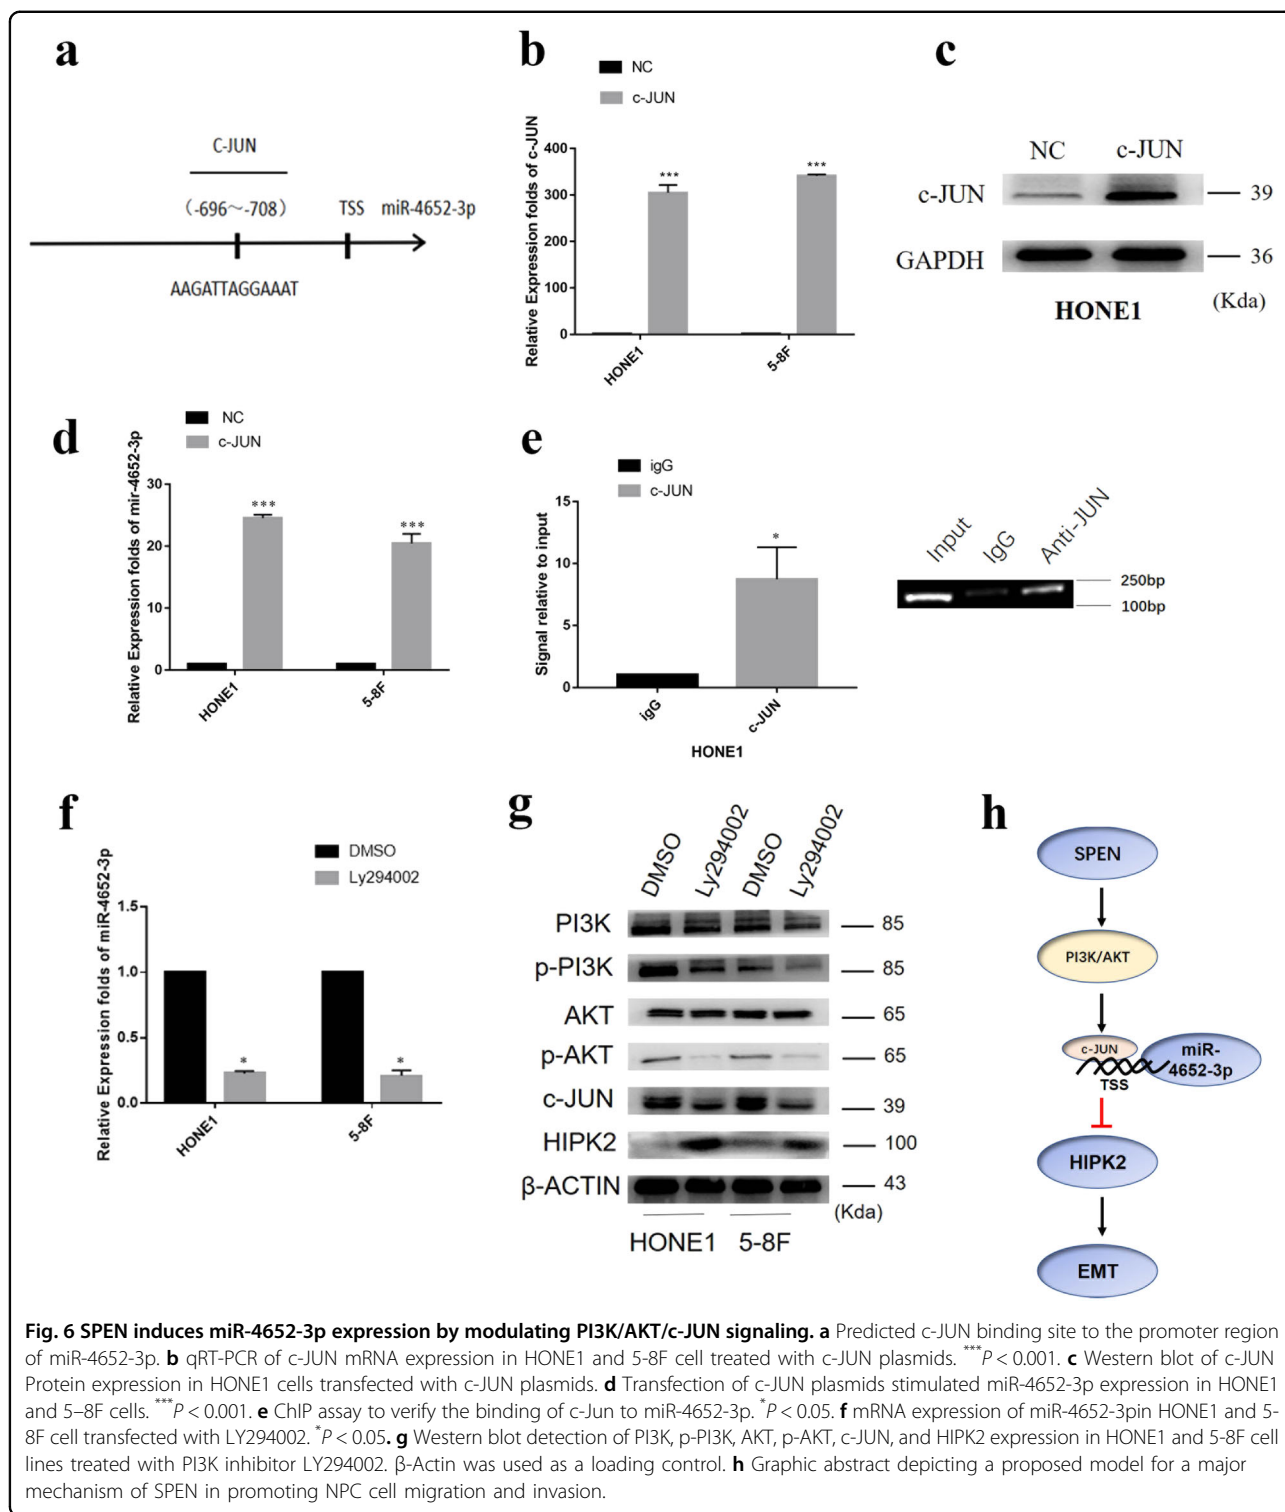 a
C-JUN
(-696～-708)
TSS
miR-4652-3p
AAGATTAGGAAAT
b
NC
c-JUN
Relative Expression folds of c-JUN
400
300
200
100
0
***
***
HONE1
5-8F
c
NC
c-JUN
c-JUN
39
GAPDH
36
HONE1
(Kda)
d
NC
c-JUN
Relative Expression folds of mir-4652-3p
30
20
10
0
***
***
HONE1
5-8F
e
igG
c-JUN
Signal relative to input
15
10
5
0
*
igG
c-JUN
HONE1
Input
IgG
Anti-JUN
250bp
100bp
f
DMSO
Ly294002
Relative Expression folds of miR-4652-3p
1.5
1.0
0.5
0.0
*
*
HONE1
5-8F
g
DMSO
Ly294002
DMSO
Ly294002
PI3K
85
p-PI3K
85
AKT
65
p-AKT
65
c-JUN
39
HIPK2
100
β-ACTIN
43
(Kda)
HONE1
5-8F
h
SPEN
PI3K/AKT
c-JUN
miR-
4652-3p
TSS
HIPK2
EMT
Fig. 6 SPEN induces miR-4652-3p expression by modulating PI3K/AKT/c-JUN signaling. a Predicted c-JUN binding site to the promoter region
of miR-4652-3p. b qRT-PCR of c-JUN mRNA expression in HONE1 and 5-8F cell treated with c-JUN plasmids. ***P < 0.001. c Western blot of c-JUN
Protein expression in HONE1 cells transfected with c-JUN plasmids. d Transfection of c-JUN plasmids stimulated miR-4652-3p expression in HONE1
and 5–8F cells. ***P < 0.001. e ChIP assay to verify the binding of c-Jun to miR-4652-3p. *P < 0.05. f mRNA expression of miR-4652-3pin HONE1 and 5-
8F cell transfected with LY294002. *P < 0.05. g Western blot detection of PI3K, p-PI3K, AKT, p-AKT, c-JUN, and HIPK2 expression in HONE1 and 5-8F cell
lines treated with PI3K inhibitor LY294002. β-Actin was used as a loading control. h Graphic abstract depicting a proposed model for a major
mechanism of SPEN in promoting NPC cell migration and invasion.